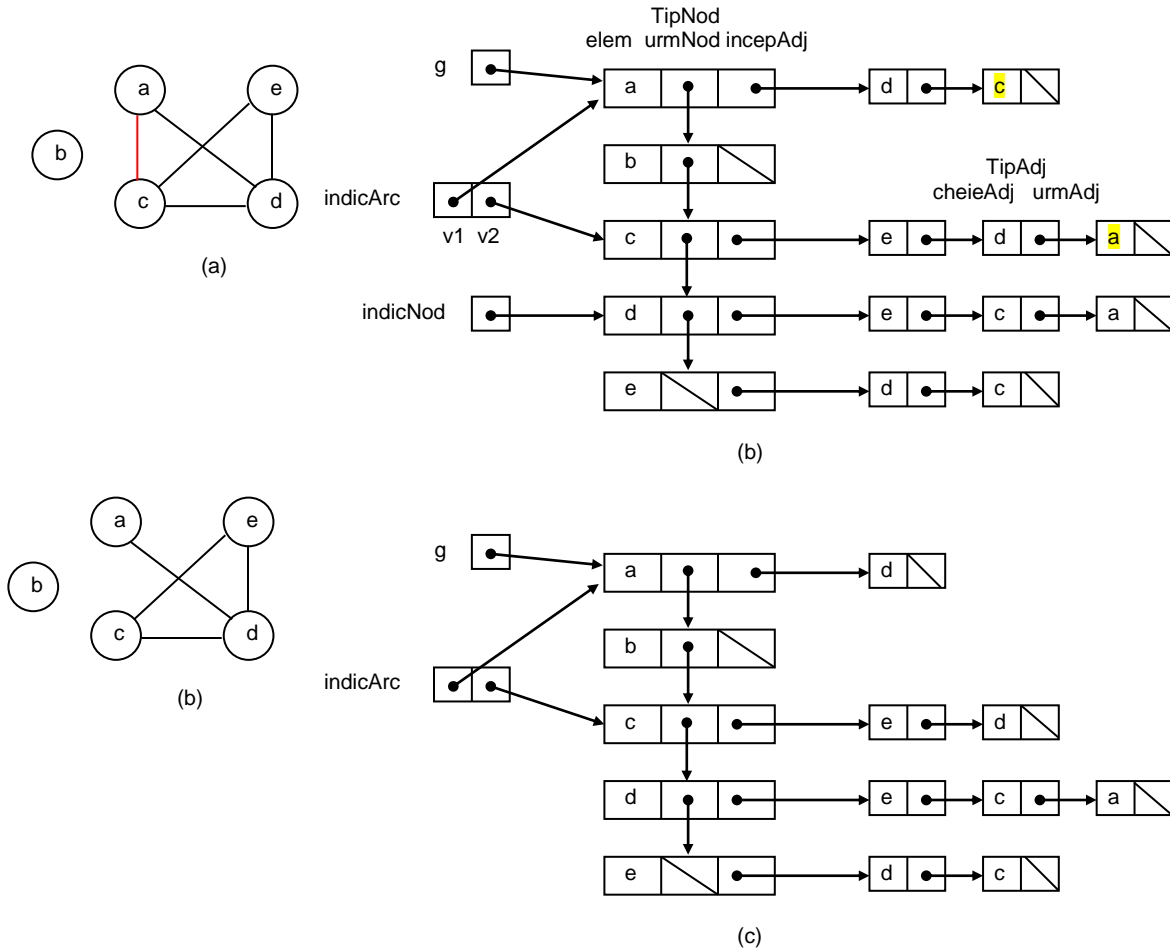 TipNod
elem urmNod incepAdj
g
a e
a
d
c
b
b
TipAdj
cheieAdj urmAdj
c d
indicArc
v1 v2
c
e
d
a
(a)
indicNod
d
e
c
a
e
d
c
(b)
a e
g
a
d
b
b
c d
indicArc
(b)
c
e
d
d
e
c
a
e
d
c
(c)